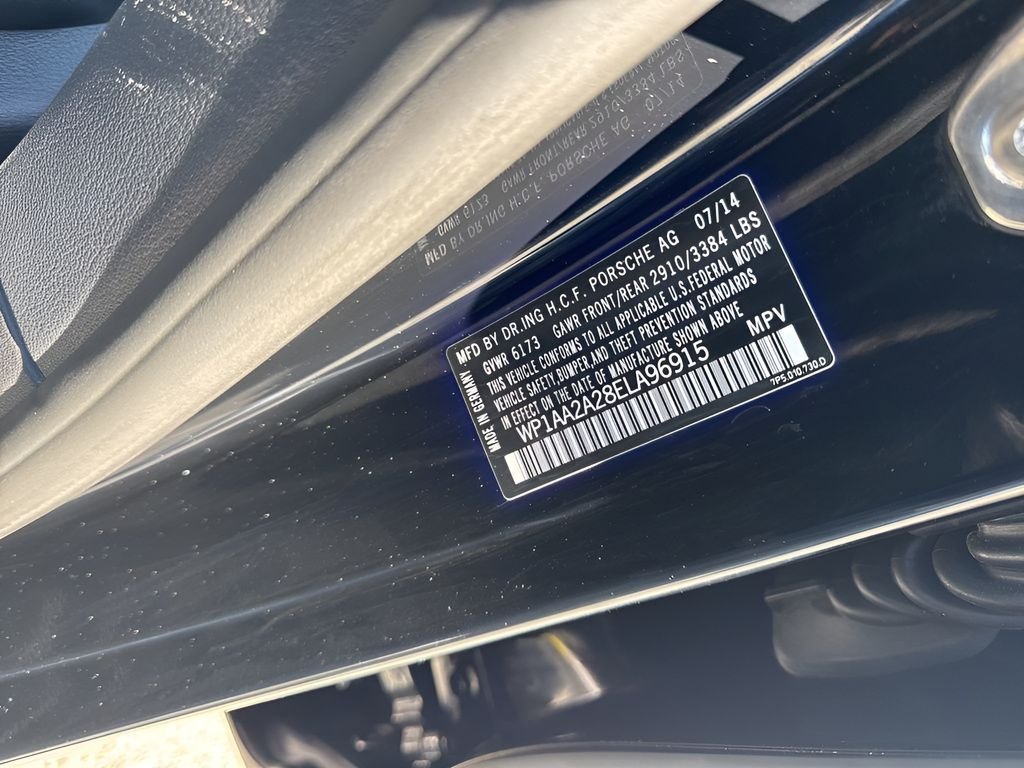 MFD BY DR.ING H.C.F. PORSCHE AG 07/14
GVWR 6173 GAWR FRONT/REAR 2910/3384 LBS
THIS VEHICLE CONFORMS TO ALL APPLICABLE U.S.FEDERAL MOTOR
VEHICLE SAFETY,BUMPER AND THEFT PREVENTION STANDARDS
IN EFFECT ON DATE OF MANUFACTURE SHOWN ABOVE
WP1AA2A28ELA96915 MPV
MADE IN GERMANY
7P5.010.730.D